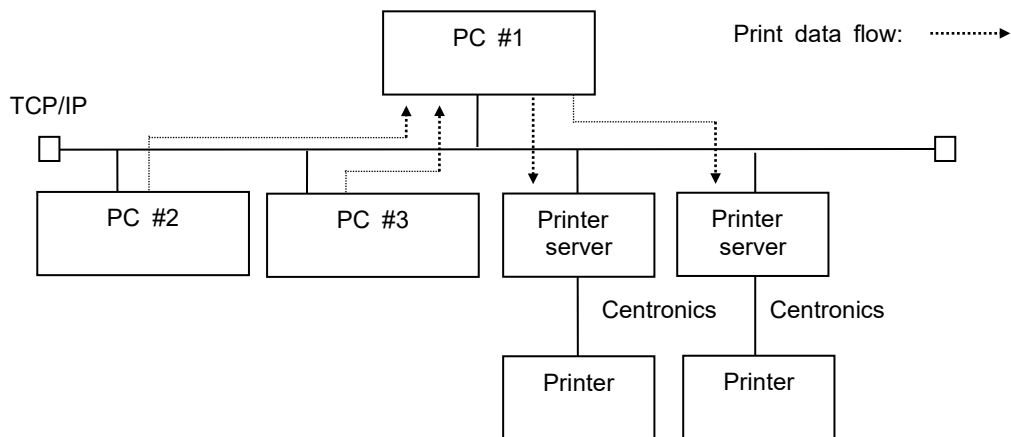 PC #1
Print data flow:
TCP/IP
PC #2
PC #3
Printer
server
Printer
server
Centronics
Centronics
Printer
Printer